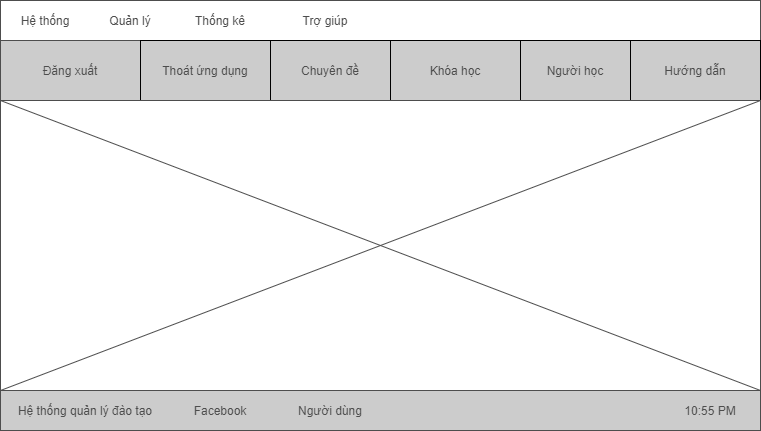 Hệ thống Quản lý Thống kê Trợ giúp
Đăng xuất Thoát ứng dụng Chuyên đề Khóa học Người học Hướng dẫn
Hệ thống quản lý đào tạo Facebook Người dùng 10:55 PM